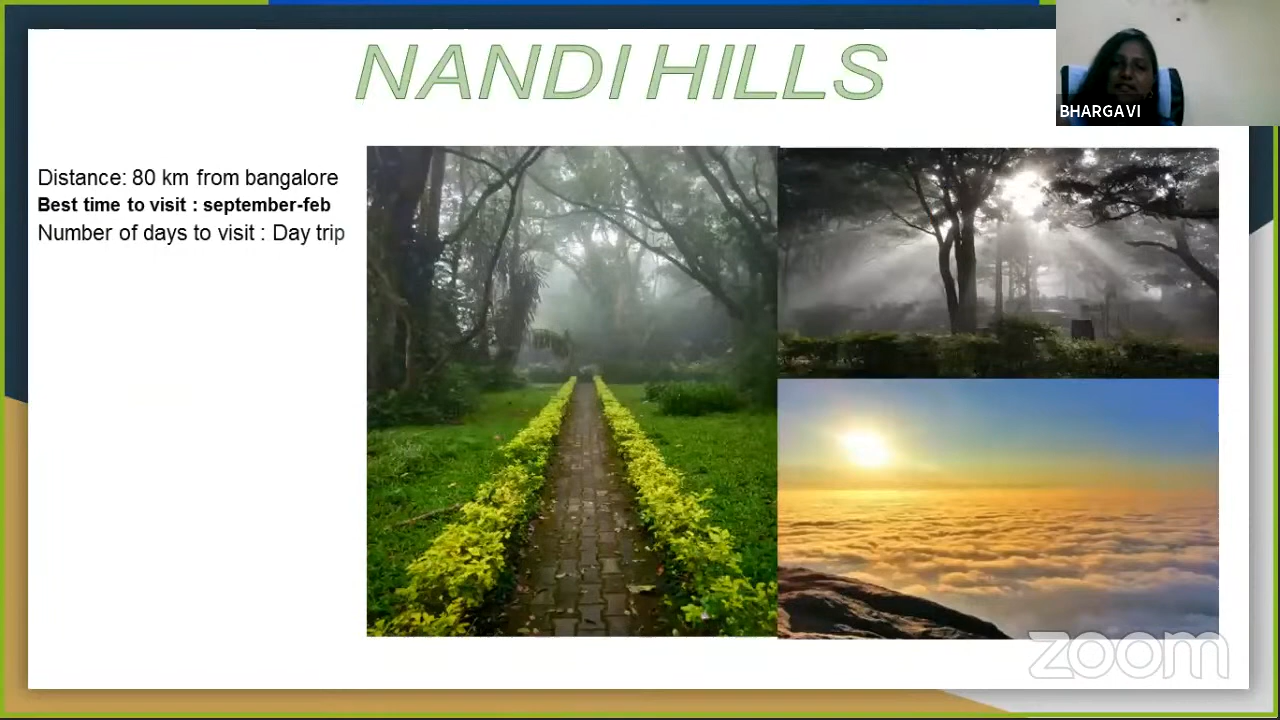 NANDI HILLS
BHARGAVI
Distance: 80 km from bangalore
Best time to visit : september-feb
Number of days to visit : Day trip
zoom